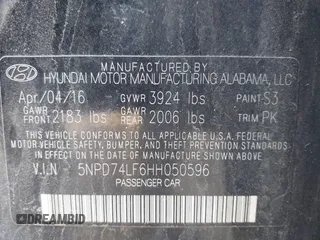 MANUFACTURED BY
HYUNDAI MOTOR MANUFACTURING ALABAMA, LLC
Apr/04/16 GVWR 3924 lbs PAINT S3
GAWR FRONT 2183 lbs GAWR REAR 2006 lbs TRIM PK
THIS VEHICLE CONFORMS TO ALL APPLICABLE U.S.A. FEDERAL
MOTOR VEHICLE SAFETY, BUMPER, AND THEFT PREVENTION
STANDARDS IN EFFECT ON THE DATE OF MANUFACTURE SHOWN ABOVE.
V.I.N - 5NPD74LF6HH050596
PASSENGER CAR
DREAMBID